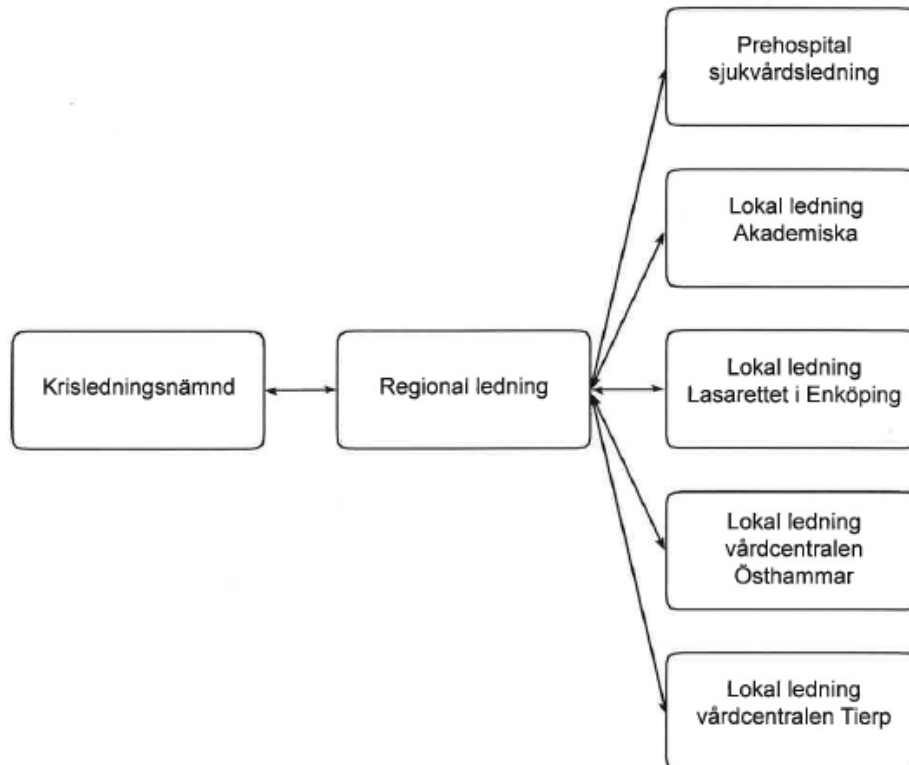 Prehospital
sjukvårdsledning
Lokal ledning
Akademiska
Krisledningsnämnd
Regional ledning
Lokal ledning
Lasarettet i Enköping
Lokal ledning
vårdcentralen
Östhammar
Lokal ledning
vårdcentralen Tierp